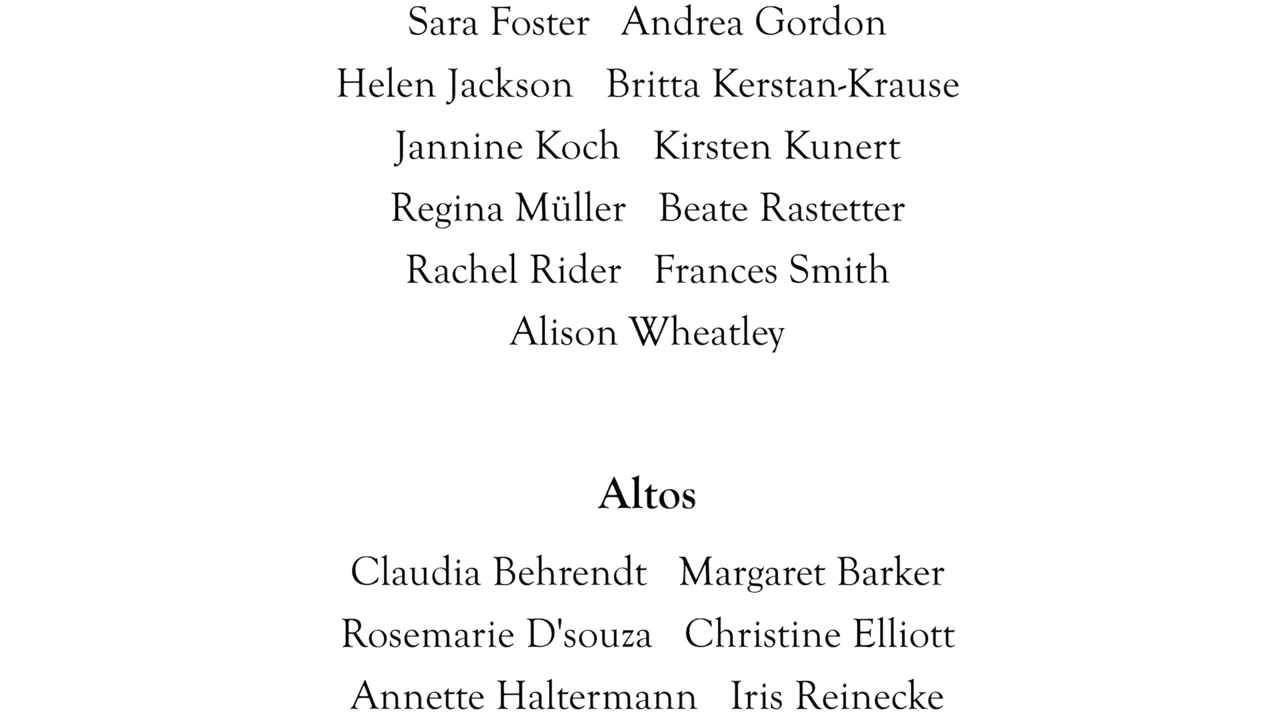 Sara Foster Andrea Gordon
Helen Jackson Britta Kerstan-Krause
Jannine Koch Kirsten Kunert
Regina Müller Beate Rastetter
Rachel Rider Frances Smith
Alison Wheatley
Altos
Claudia Behrendt Margaret Barker
Rosemarie D'souza Christine Elliott
Annette Haltermann Iris Reinecke